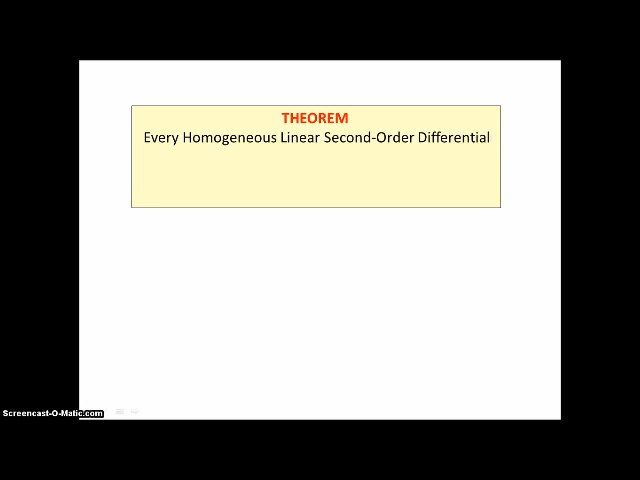 THEOREM
Every Homogeneous Linear Second-Order Differential
Screencast-O-Matic.com